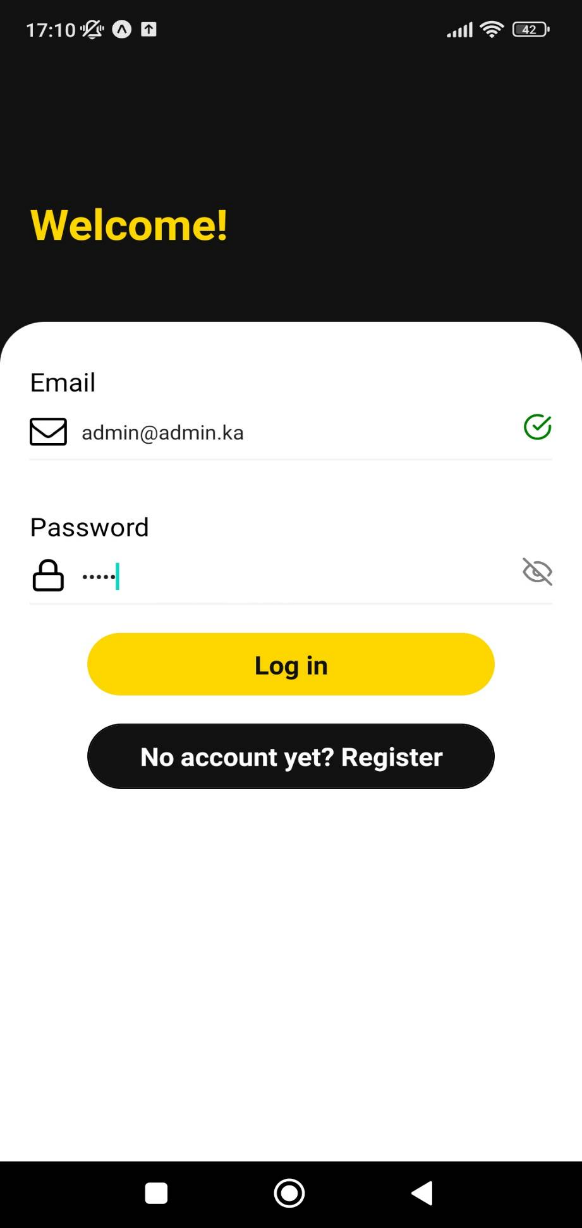 17:10
42
Welcome!
Email
admin@admin.ka
Password
•••••
Log in
No account yet? Register